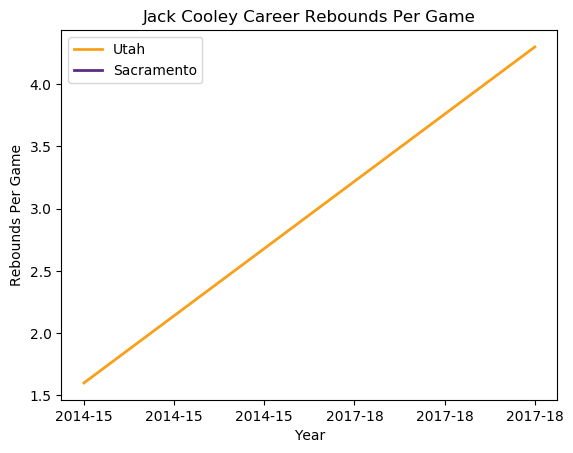 Jack Cooley Career Rebounds Per Game
Utah
Sacramento
4.0
3.5
3.0
2.5
2.0
1.5
Rebounds Per Game
2014-15 2014-15 2014-15 2017-18 2017-18 2017-18
Year